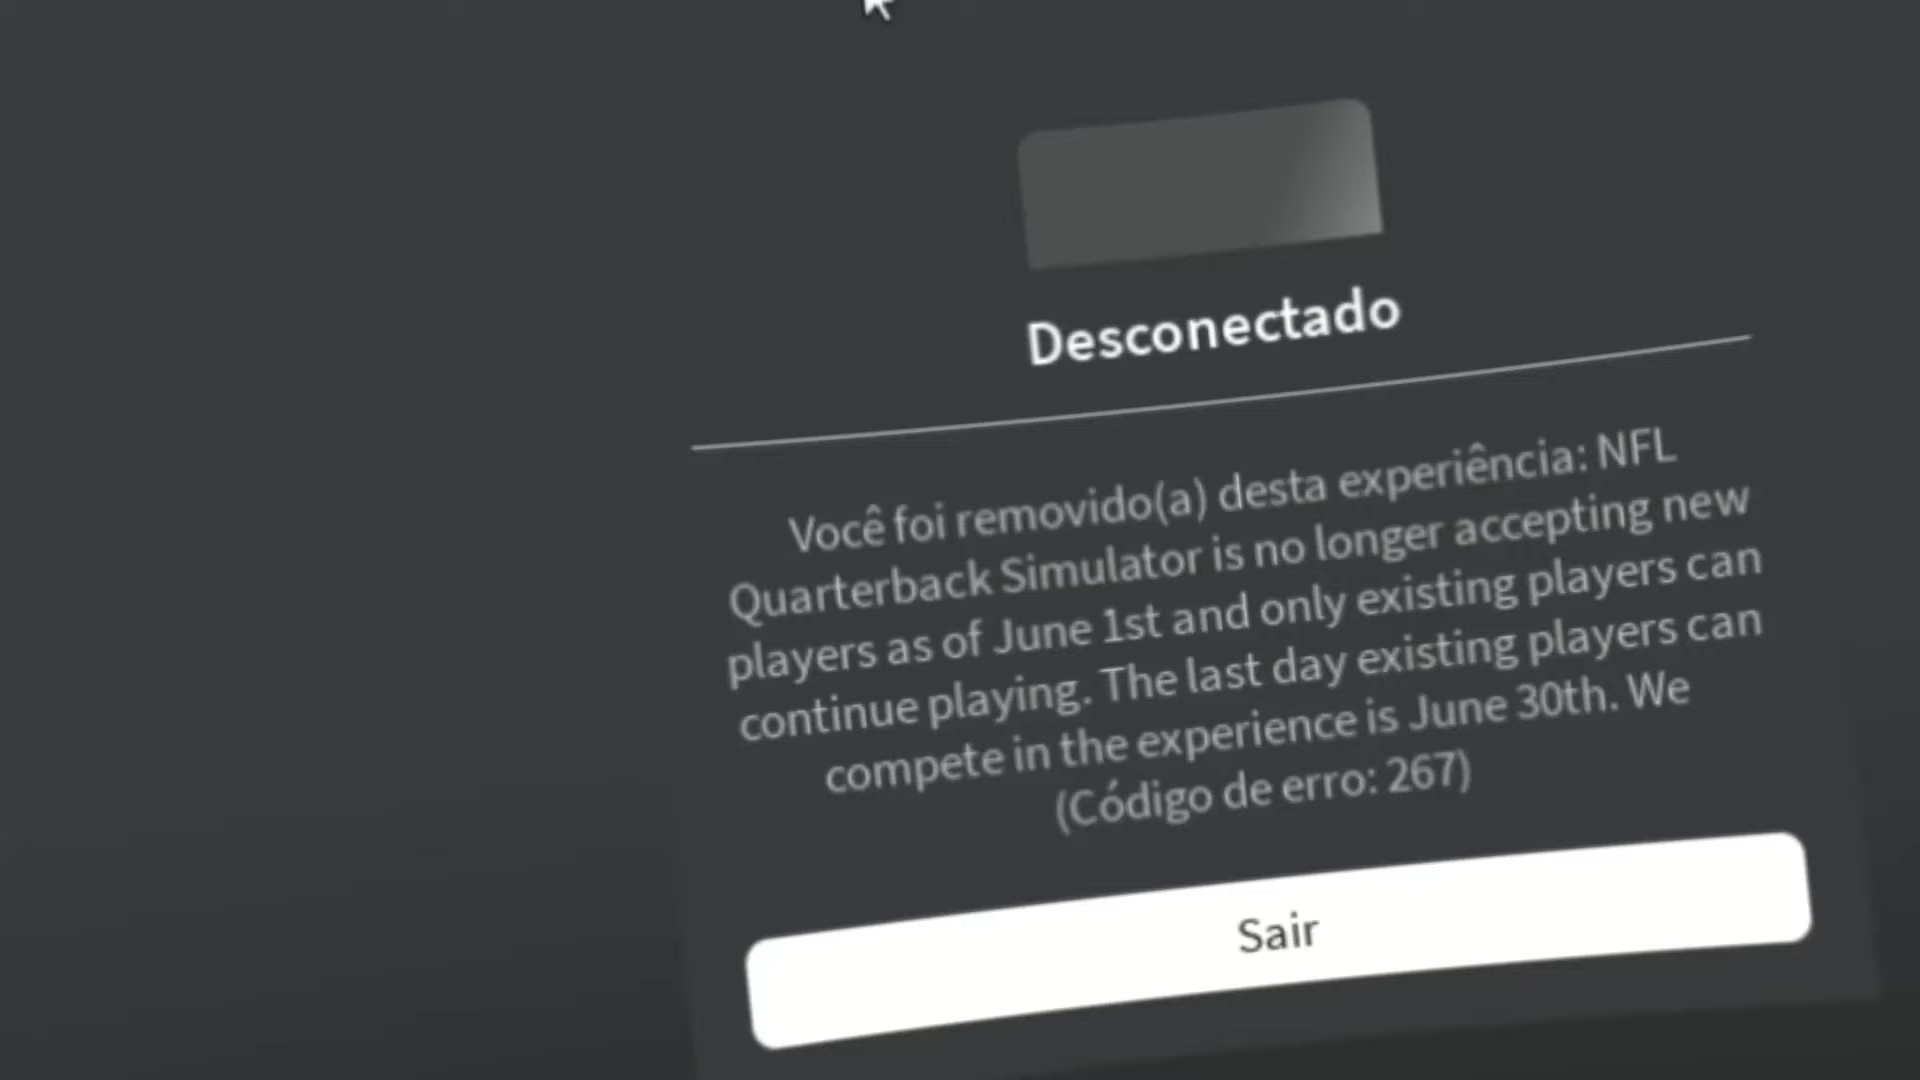 Desconectado
Você foi removido(a) desta experiência: NFL
Quarterback Simulator is no longer accepting new
players as of June 1st and only existing players can
continue playing. The last day existing players can
compete in the experience is June 30th. We
(Código de erro: 267)
Sair